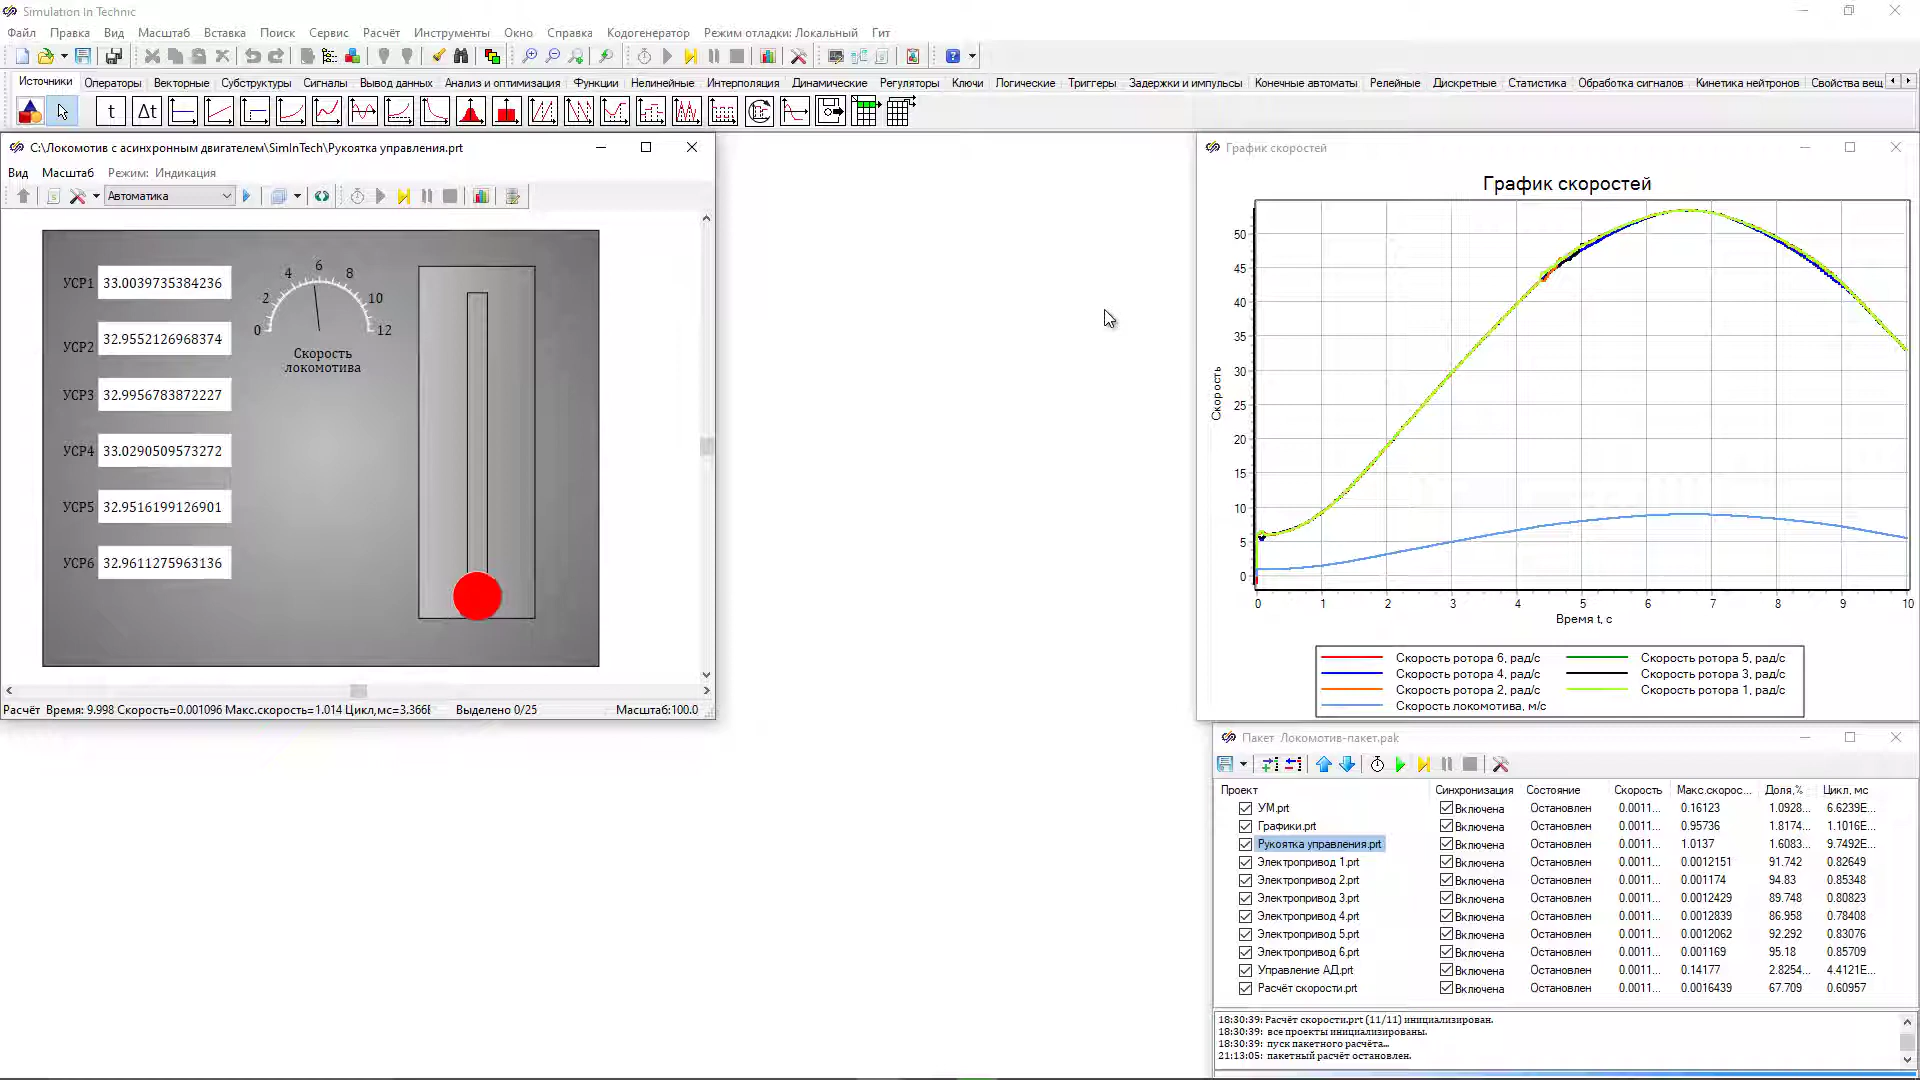 Simulation In Technic
Файл Правка Вид Масштаб Вставка Поиск Сервис Расчёт Инструменты Окно Справка Кодогенератор Режим отладки: Локальный Гит
Источники Операторы Векторные Субструктуры Сигналы Вывод данных Анализ и оптимизация Функции Нелинейные Интерполяция Динамические Регуляторы Ключи Логические Триггеры Задержки и импульсы Конечные автоматы Релейные Дискретные Статистика Обработка сигналов Кинетика нейтронов Свойства вещ
t Δt
C:\Локомотив с асинхронным двигателем\SimInTech\Рукоятка управления.prt
Вид Масштаб Режим: Индикация
Автоматика
УСР1 33.0039735384236
УСР2 32.9552126968374
УСР3 32.9956783872227
УСР4 33.0290509573272
УСР5 32.9516199126901
УСР6 32.9611275963136
0 2 4 6 8 10 12
Скорость
локомотива
Расчёт Время: 9.998 Скорость=0.001096 Макс.скорость=1.014 Цикл,мс=3.366E Выделено 0/25 Масштаб:100.0
График скоростей
График скоростей
Скорость
50
45
40
35
30
25
20
15
10
5
0
0 1 2 3 4 5 6 7 8 9 10
Время t, с
Скорость ротора 6, рад/с Скорость ротора 5, рад/с
Скорость ротора 4, рад/с Скорость ротора 3, рад/с
Скорость ротора 2, рад/с Скорость ротора 1, рад/с
Скорость локомотива, м/с
Пакет Локомотив-пакет.pak
Проект Синхронизация Состояние Скорость Макс.скорос... Доля,% Цикл, мс
УМ.prt Включена Остановлен 0.0011... 0.16123 1.0928... 6.6239E...
Графики.prt Включена Остановлен 0.0011... 0.95736 1.8174... 1.1016E...
Рукоятка управления.prt Включена Остановлен 0.0011... 1.0137 1.6083... 9.7492E...
Электропривод 1.prt Включена Остановлен 0.0011... 0.0012151 91.742 0.82649
Электропривод 2.prt Включена Остановлен 0.0011... 0.001174 94.83 0.85348
Электропривод 3.prt Включена Остановлен 0.0011... 0.0012429 89.748 0.80823
Электропривод 4.prt Включена Остановлен 0.0011... 0.0012839 86.958 0.78408
Электропривод 5.prt Включена Остановлен 0.0011... 0.0012062 92.292 0.83076
Электропривод 6.prt Включена Остановлен 0.0011... 0.001169 95.18 0.85709
Управление АД.prt Включена Остановлен 0.0011... 0.14177 2.8254... 4.4121E...
Расчёт скорости.prt Включена Остановлен 0.0011... 0.0016439 67.709 0.60957
18:30:39: Расчёт скорости.prt (11/11) инициализирован.
18:30:39: все проекты инициализированы.
18:30:39: пуск пакетного расчёта...
21:13:05: пакетный расчёт остановлен.